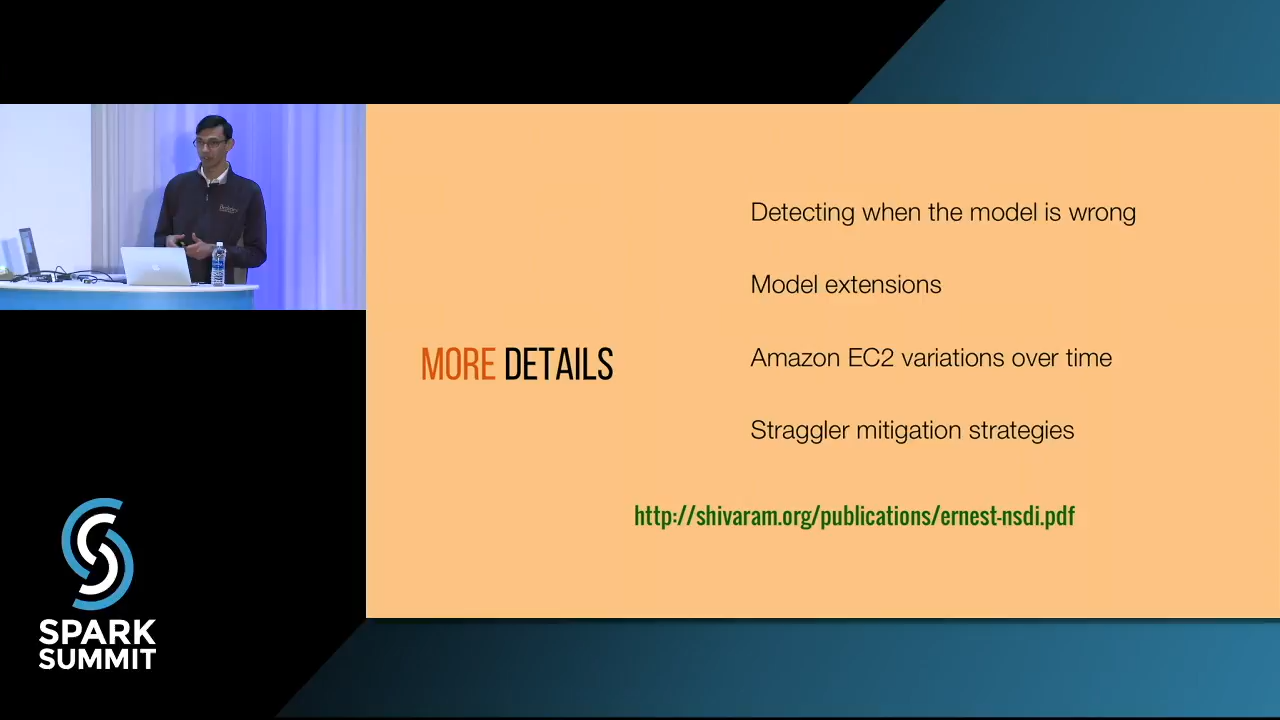 Berkeley
MORE DETAILS
Detecting when the model is wrong
Model extensions
Amazon EC2 variations over time
Straggler mitigation strategies
http://shivaram.org/publications/ernest-nsdi.pdf
SPARK
SUMMIT